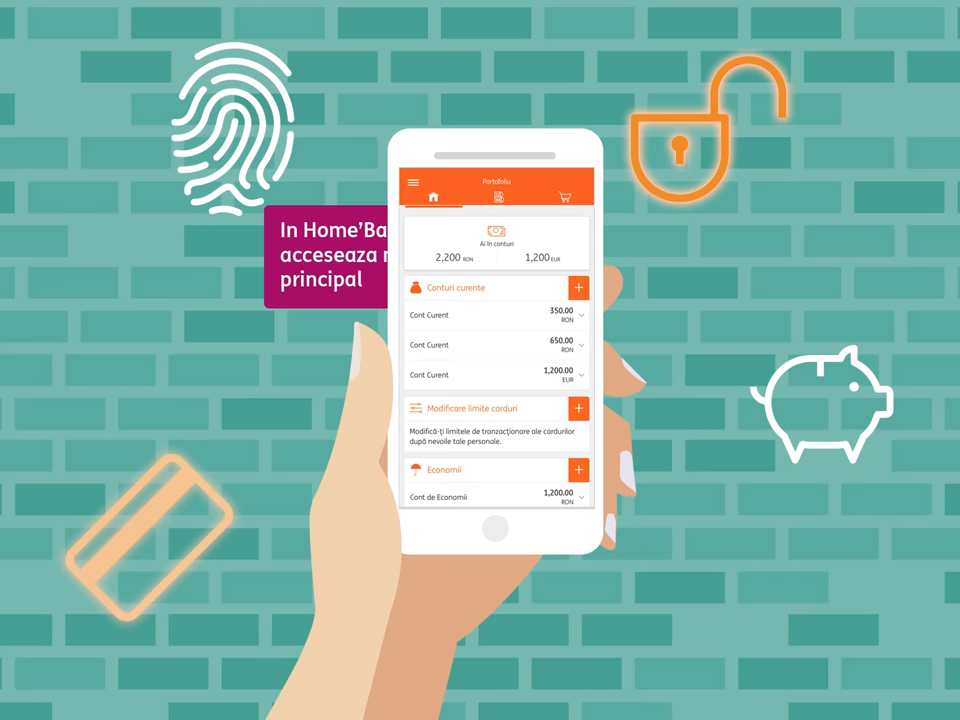 In Home'Ba
acceseaza
principal
Portofoliu
Ai în conturi
2,200 RON 1,200 EUR
Conturi curente +
Cont Curent 350.00
RON
Cont Curent 650.00
RON
Cont Curent 1,200.00
EUR
Modificare limite carduri +
Modifică-ți limitele de tranzacționare ale cardurilor
după nevoile tale personale.
Economii +
Cont de Economii 1,200.00
RON